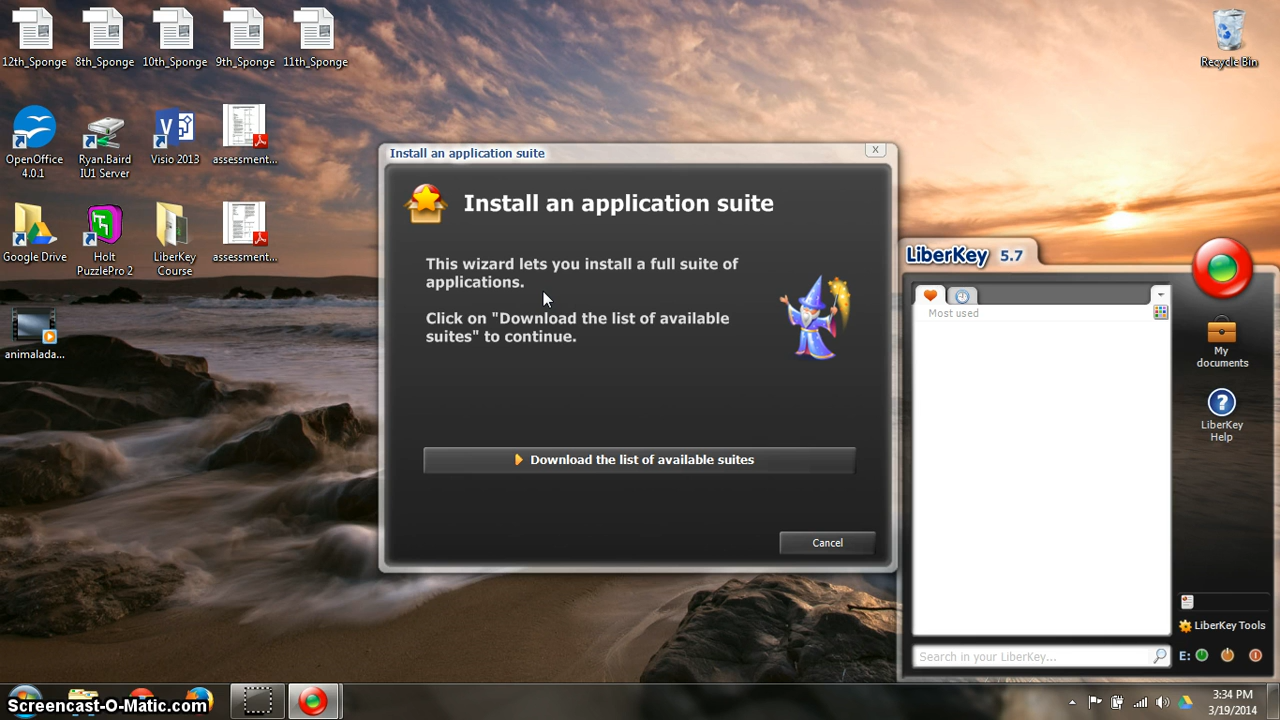 12th_Sponge
8th_Sponge
10th_Sponge
9th_Sponge
11th_Sponge
Recycle Bin
OpenOffice
4.0.1
Ryan.Baird
IU1 Server
Visio 2013
assessment...
Google Drive
Holt
PuzzlePro 2
LiberKey
Course
assessment...
animalada...
Install an application suite
X
Install an application suite
This wizard lets you install a full suite of
applications.
Click on "Download the list of available
suites" to continue.
Download the list of available suites
Cancel
LiberKey 5.7
Most used
My
documents
?
LiberKey
Help
LiberKey Tools
Search in your LiberKey...
E:
Screencast-O-Matic.com
3:34 PM
3/19/2014